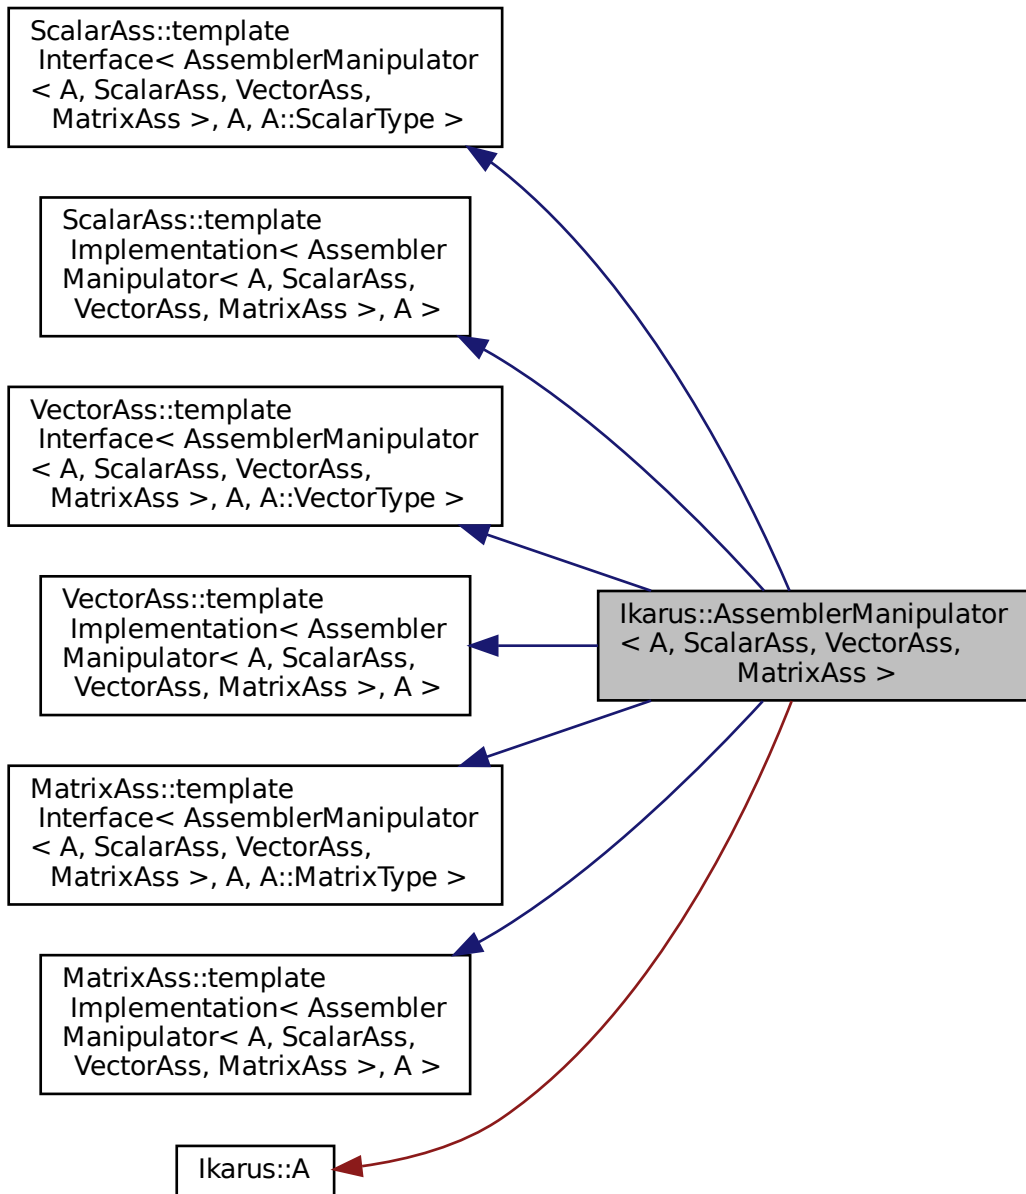 ScalarAss::template
Interface< AssemblerManipulator
< A, ScalarAss, VectorAss,
MatrixAss >, A, A::ScalarType >
ScalarAss::template
Implementation< Assembler
Manipulator< A, ScalarAss,
VectorAss, MatrixAss >, A >
VectorAss::template
Interface< AssemblerManipulator
< A, ScalarAss, VectorAss,
MatrixAss >, A, A::VectorType >
VectorAss::template
Implementation< Assembler
Manipulator< A, ScalarAss,
VectorAss, MatrixAss >, A >
Ikarus::AssemblerManipulator
< A, ScalarAss, VectorAss,
MatrixAss >
MatrixAss::template
Interface< AssemblerManipulator
< A, ScalarAss, VectorAss,
MatrixAss >, A, A::MatrixType >
MatrixAss::template
Implementation< Assembler
Manipulator< A, ScalarAss,
VectorAss, MatrixAss >, A >
Ikarus::A